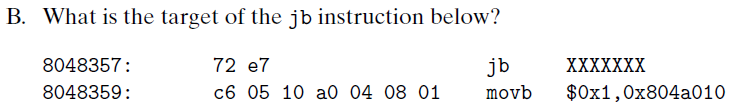 B. What is the target of the jb instruction below?
8048357: 72 e7 jb XXXXXXX
8048359: c6 05 10 a0 04 08 01 movb $0x1,0x804a010